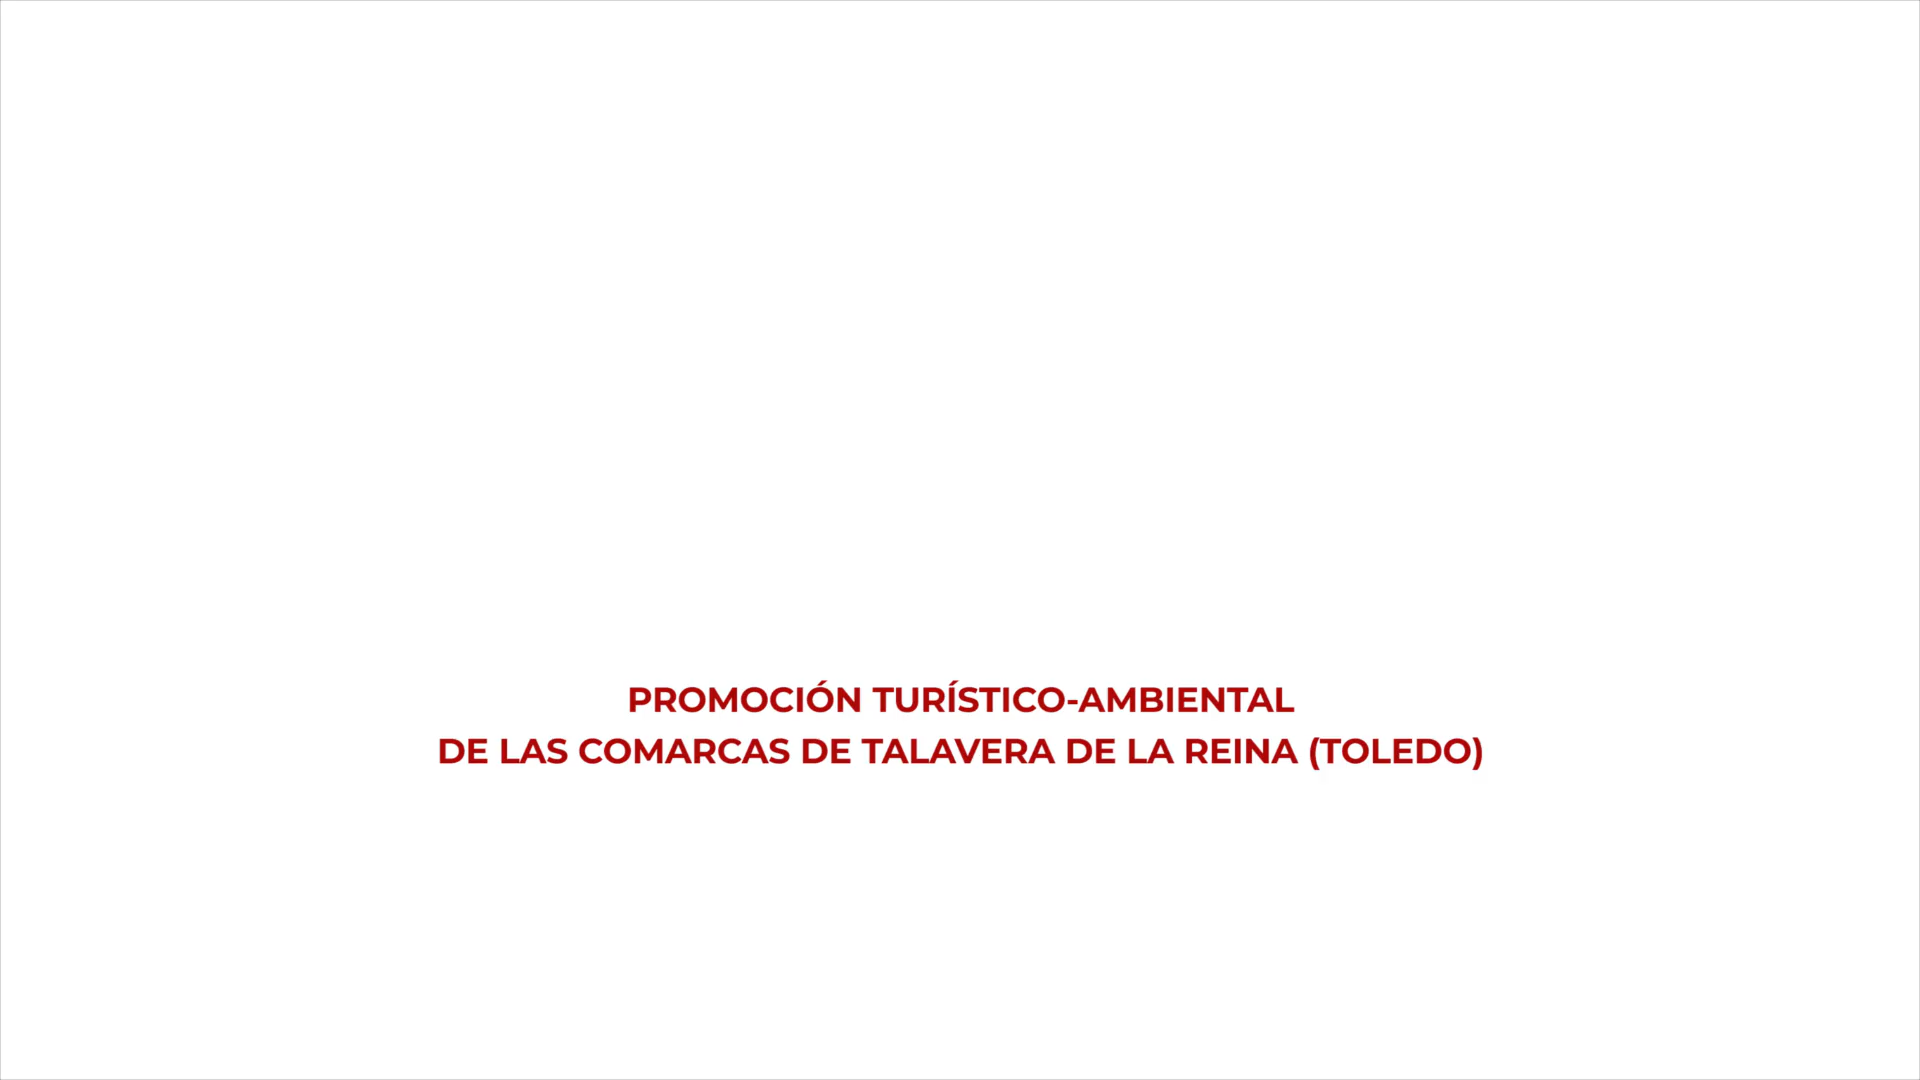 PROMOCIÓN TURÍSTICO-AMBIENTAL
DE LAS COMARCAS DE TALAVERA DE LA REINA (TOLEDO)